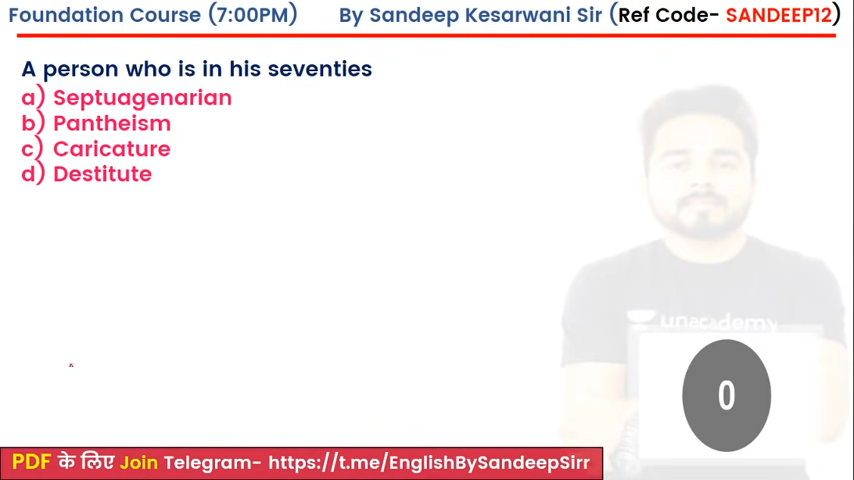 Foundation Course (7:00PM) By Sandeep Kesarwani Sir (Ref Code- SANDEEP12)
A person who is in his seventies
a) Septuagenarian
b) Pantheism
c) Caricature
d) Destitute
unacademy
0
PDF के लिए Join Telegram- https://t.me/EnglishBySandeepSirr